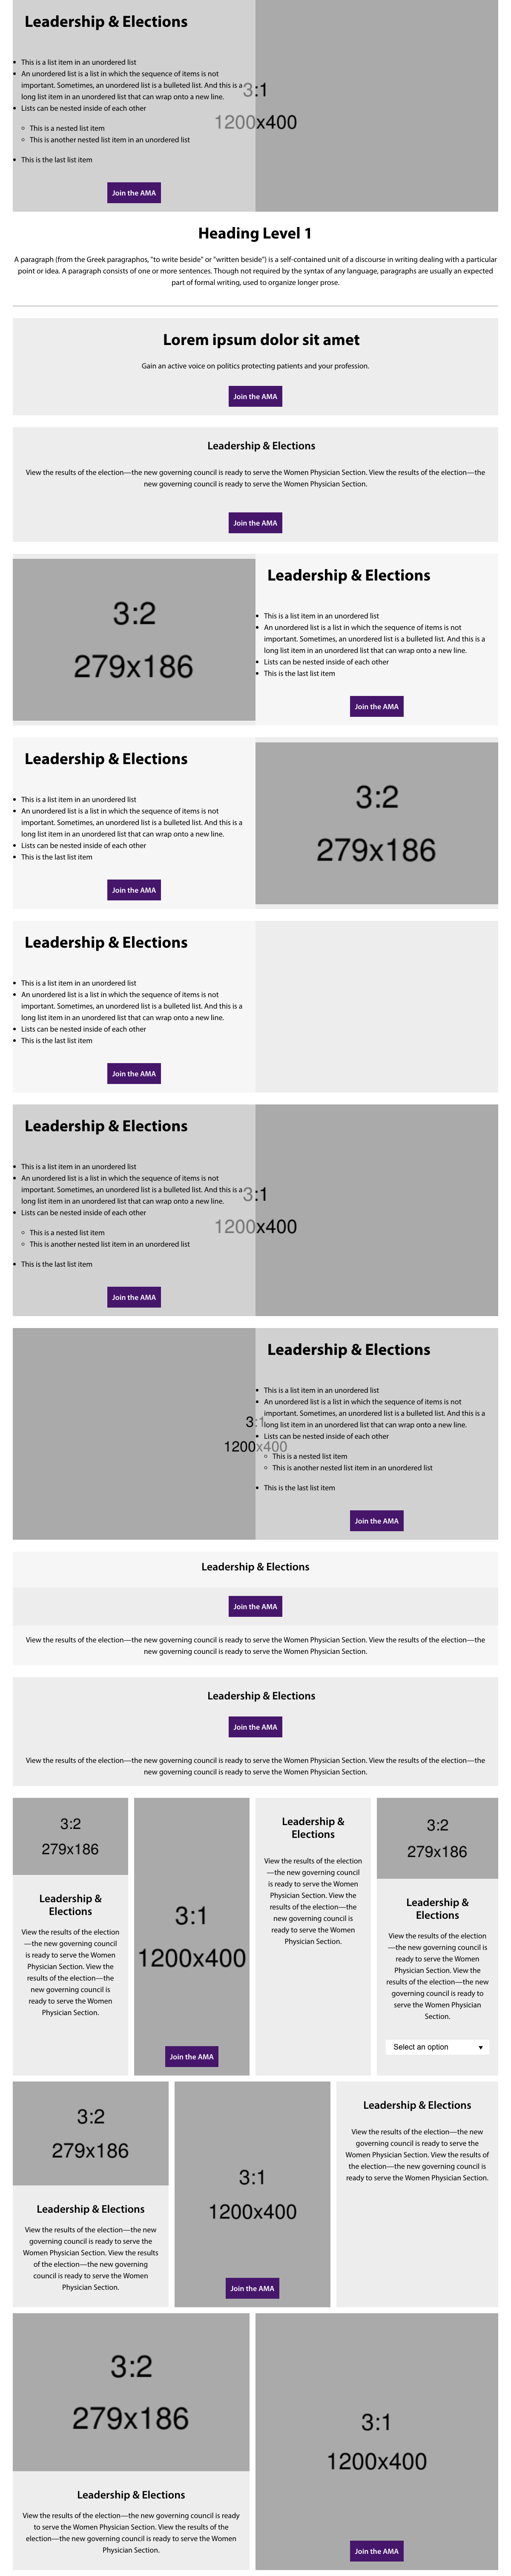 Leadership & Elections
• This is a list item in an unordered list
• An unordered list is a list in which the sequence of items is not
important. Sometimes, an unordered list is a bulleted list. And this is a
long list item in an unordered list that can wrap onto a new line.
• Lists can be nested inside of each other
○ This is a nested list item
○ This is another nested list item in an unordered list
• This is the last list item
Join the AMA
3:1
1200x400
Heading Level 1
A paragraph (from the Greek paragraphos, "to write beside" or "written beside") is a self-contained unit of a discourse in writing dealing with a particular
point or idea. A paragraph consists of one or more sentences. Though not required by the syntax of any language, paragraphs are usually an expected
part of formal writing, used to organize longer prose.
Lorem ipsum dolor sit amet
Gain an active voice on politics protecting patients and your profession.
Join the AMA
Leadership & Elections
View the results of the election—the new governing council is ready to serve the Women Physician Section. View the results of the election—the
new governing council is ready to serve the Women Physician Section.
Join the AMA
3:2
279x186
Leadership & Elections
• This is a list item in an unordered list
• An unordered list is a list in which the sequence of items is not
important. Sometimes, an unordered list is a bulleted list. And this is a
long list item in an unordered list that can wrap onto a new line.
• Lists can be nested inside of each other
• This is the last list item
Join the AMA
Leadership & Elections
• This is a list item in an unordered list
• An unordered list is a list in which the sequence of items is not
important. Sometimes, an unordered list is a bulleted list. And this is a
long list item in an unordered list that can wrap onto a new line.
• Lists can be nested inside of each other
• This is the last list item
Join the AMA
3:2
279x186
Leadership & Elections
• This is a list item in an unordered list
• An unordered list is a list in which the sequence of items is not
important. Sometimes, an unordered list is a bulleted list. And this is a
long list item in an unordered list that can wrap onto a new line.
• Lists can be nested inside of each other
• This is the last list item
Join the AMA
Leadership & Elections
• This is a list item in an unordered list
• An unordered list is a list in which the sequence of items is not
important. Sometimes, an unordered list is a bulleted list. And this is a
long list item in an unordered list that can wrap onto a new line.
• Lists can be nested inside of each other
○ This is a nested list item
○ This is another nested list item in an unordered list
• This is the last list item
Join the AMA
3:1
1200x400
3:1
1200x400
Leadership & Elections
• This is a list item in an unordered list
• An unordered list is a list in which the sequence of items is not
important. Sometimes, an unordered list is a bulleted list. And this is a
long list item in an unordered list that can wrap onto a new line.
• Lists can be nested inside of each other
○ This is a nested list item
○ This is another nested list item in an unordered list
• This is the last list item
Join the AMA
Leadership & Elections
Join the AMA
View the results of the election—the new governing council is ready to serve the Women Physician Section. View the results of the election—the
new governing council is ready to serve the Women Physician Section.
Leadership & Elections
Join the AMA
View the results of the election—the new governing council is ready to serve the Women Physician Section. View the results of the election—the
new governing council is ready to serve the Women Physician Section.
3:2
279x186
Leadership &
Elections
View the results of the election
—the new governing council
is ready to serve the Women
Physician Section. View the
results of the election—the
new governing council is
ready to serve the Women
Physician Section.
3:1
1200x400
Join the AMA
Leadership &
Elections
View the results of the election
—the new governing council
is ready to serve the Women
Physician Section. View the
results of the election—the
new governing council is
ready to serve the Women
Physician Section.
3:2
279x186
Leadership &
Elections
View the results of the election
—the new governing council is
ready to serve the Women
Physician Section. View the
results of the election—the new
governing council is ready to
serve the Women Physician
Section.
Select an option
3:2
279x186
Leadership & Elections
View the results of the election—the new
governing council is ready to serve the
Women Physician Section. View the results
of the election—the new governing
council is ready to serve the Women
Physician Section.
3:1
1200x400
Join the AMA
Leadership & Elections
View the results of the election—the new
governing council is ready to serve the
Women Physician Section. View the results of
the election—the new governing council is
ready to serve the Women Physician Section.
3:2
279x186
Leadership & Elections
View the results of the election—the new governing council is ready
to serve the Women Physician Section. View the results of the
election—the new governing council is ready to serve the Women
Physician Section.
3:1
1200x400
Join the AMA